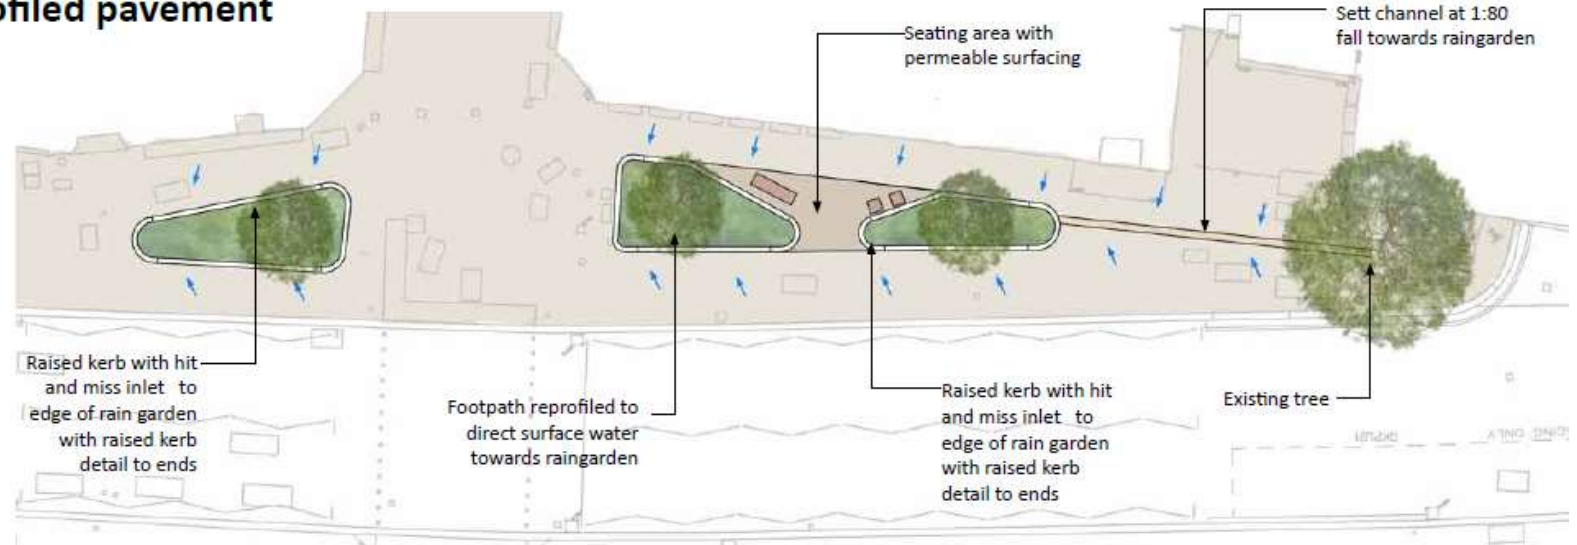 ofiled pavement
Seating area with
permeable surfacing
Sett channel at 1:80
fall towards raingarden
Raised kerb with hit
and miss inlet to
edge of rain garden
with raised kerb
detail to ends
Footpath reprofiled to
direct surface water
towards raingarden
Raised kerb with hit
and miss inlet to
edge of rain garden
with raised kerb
detail to ends
Existing tree
ONLY